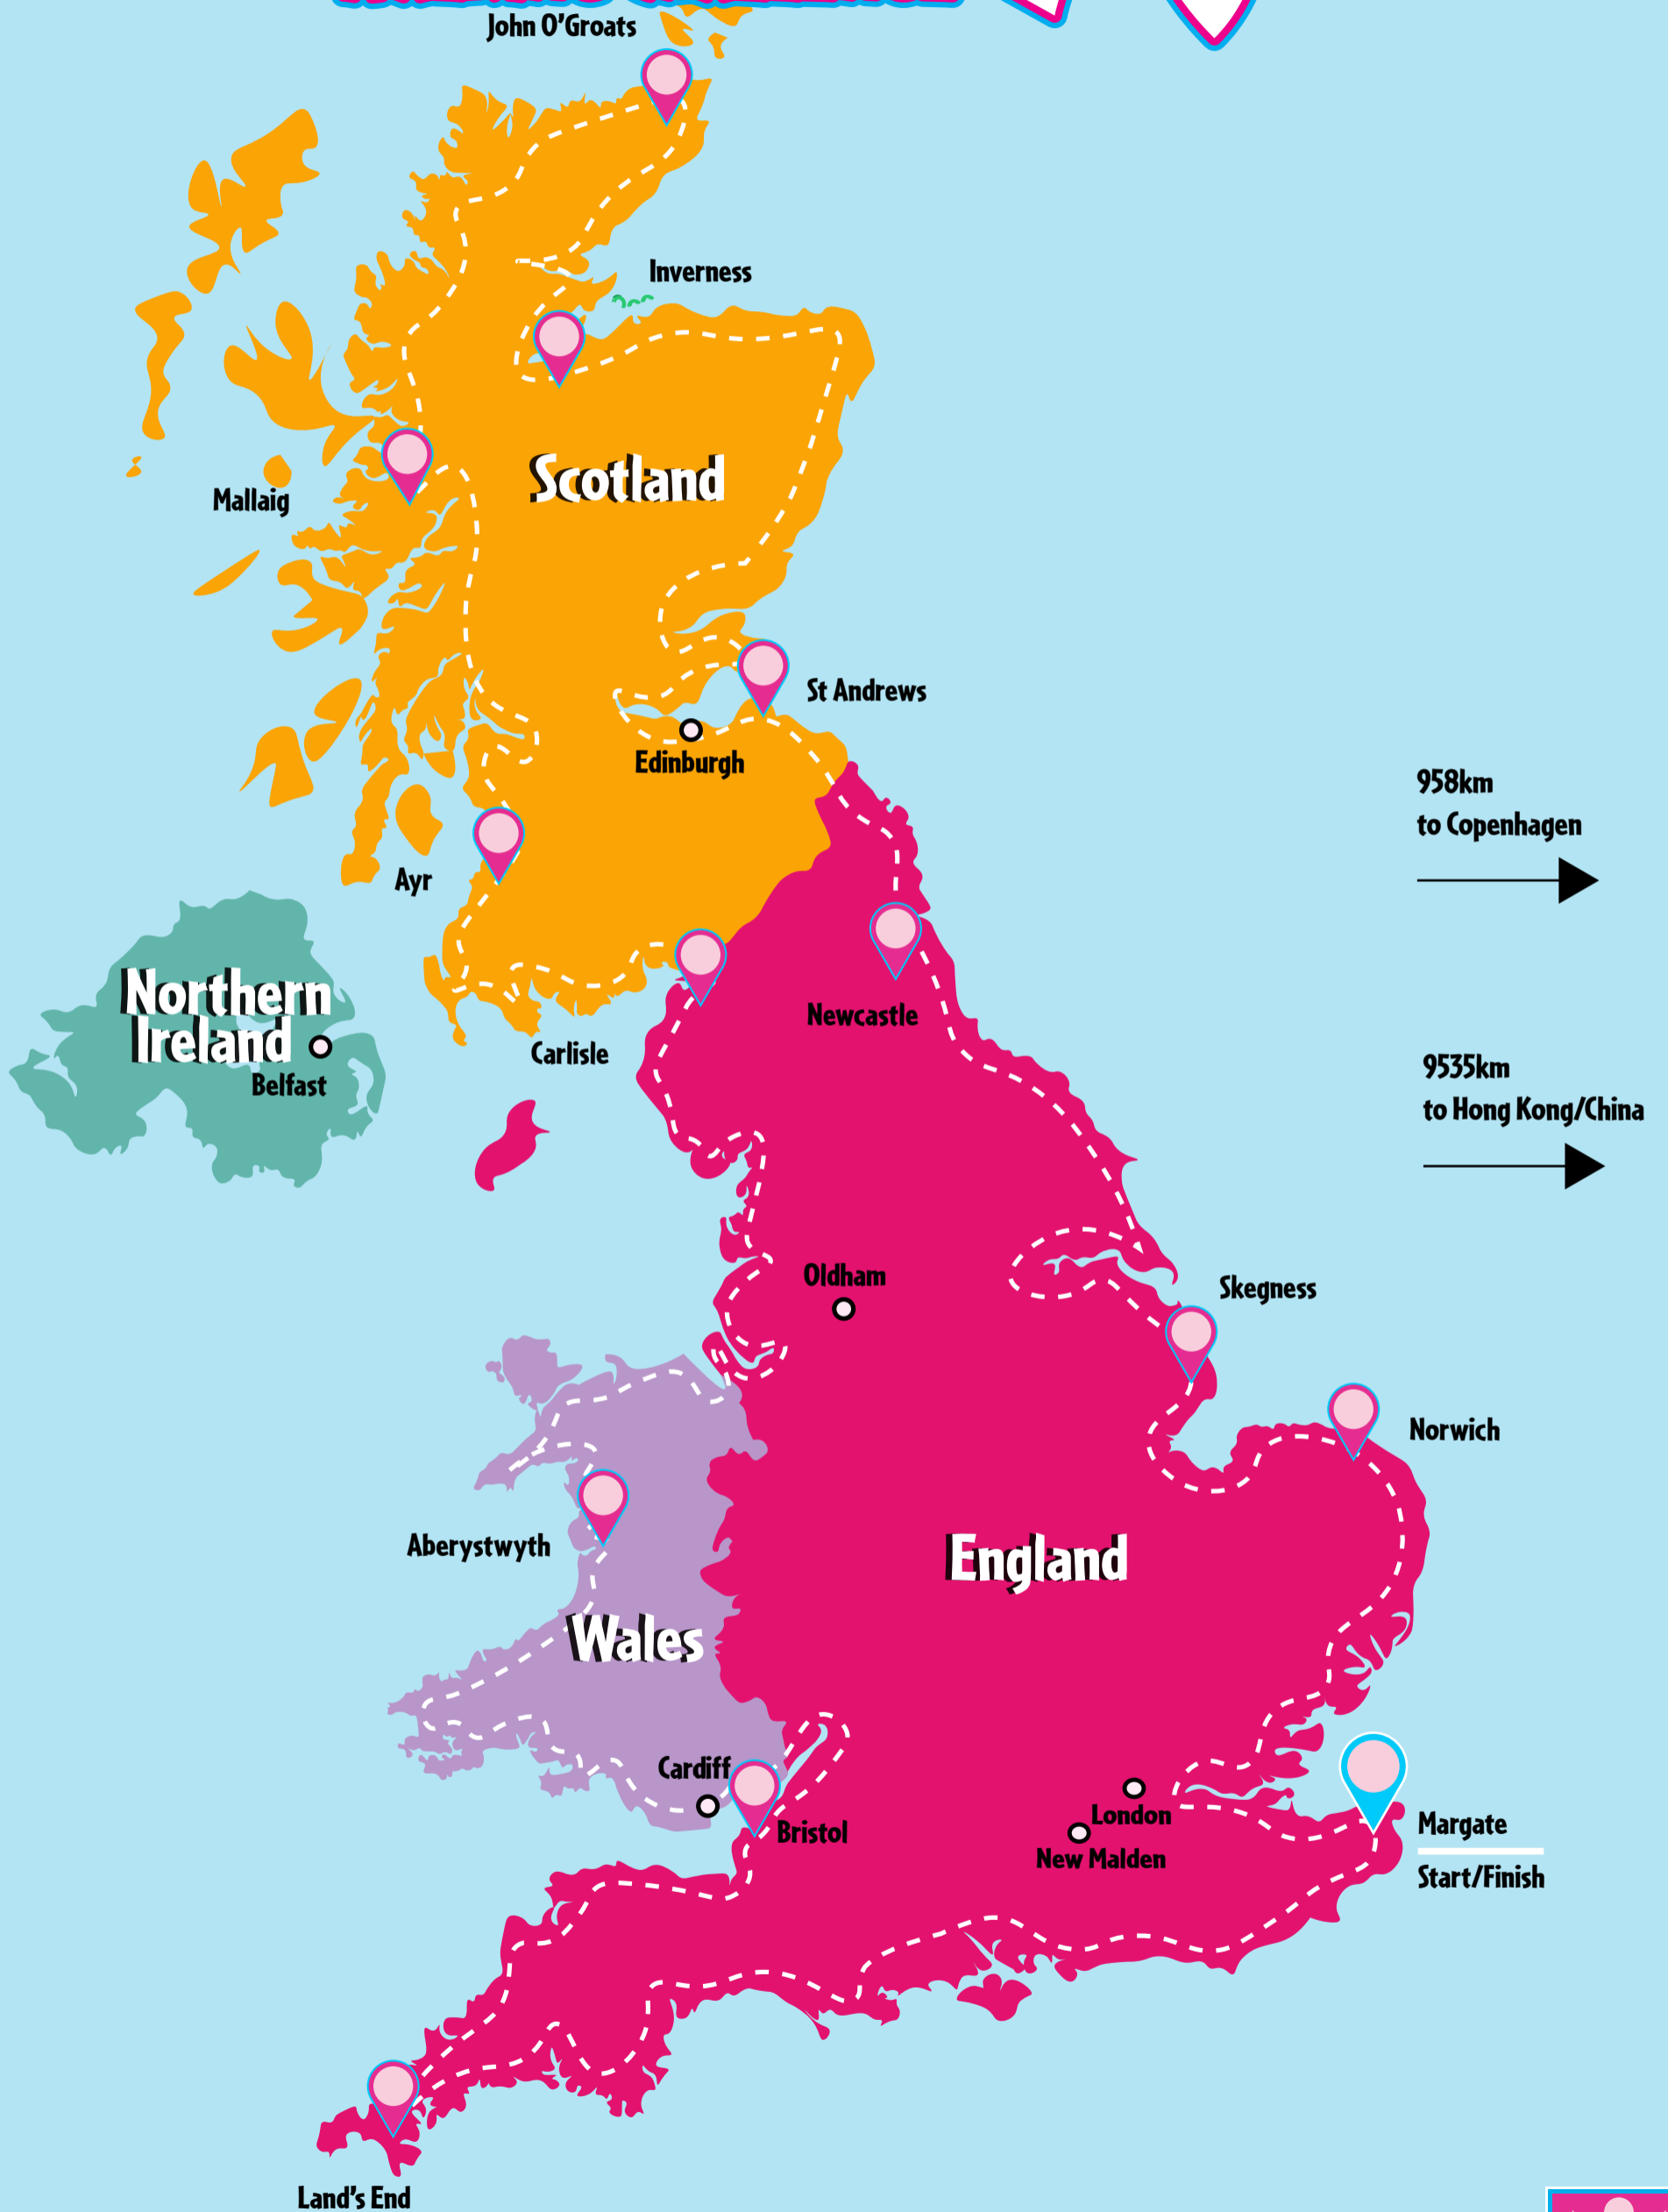 John O'Groats
Inverness
Scotland
Mallaig
St Andrews
Edinburgh
958km
to Copenhagen
Ayr
Northern
Ireland
Belfast
Newcastle
Carlisle
9535km
to Hong Kong/China
Oldham
Skegness
Norwich
Aberystwyth
England
Wales
Cardiff
Bristol
London
New Malden
Margate
Start/Finish
Land's End